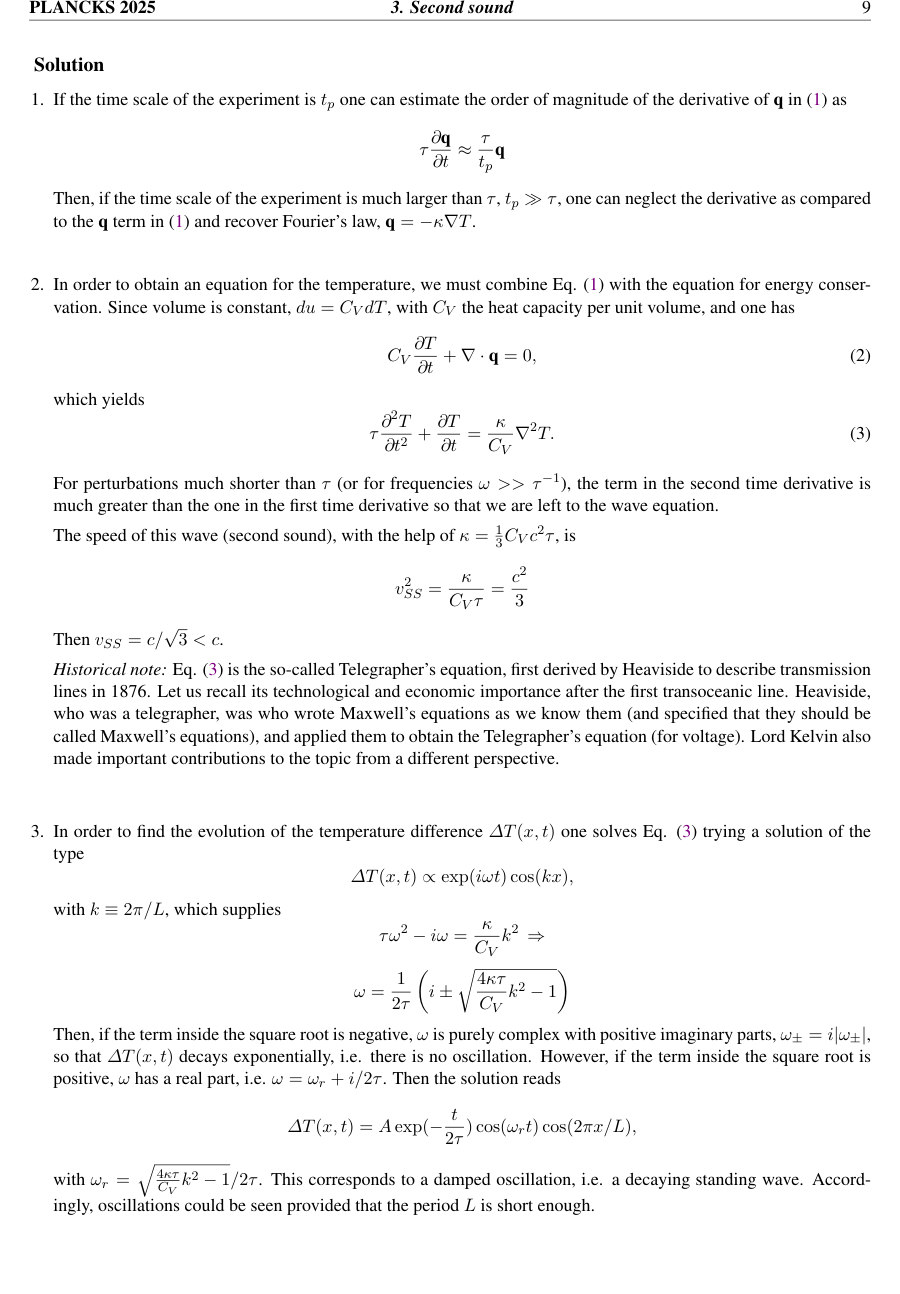 PLANCKS 2025 3. Second sound 9
Solution
1. If the time scale of the experiment is t_p one can estimate the order of magnitude of the derivative of q in (1) as
τ ∂q/∂t ≈ τ/t_p q
Then, if the time scale of the experiment is much larger than τ, t_p ≫ τ, one can neglect the derivative as compared
to the q term in (1) and recover Fourier's law, q = −κ∇T.
2. In order to obtain an equation for the temperature, we must combine Eq. (1) with the equation for energy conser-
vation. Since volume is constant, du = C_V dT, with C_V the heat capacity per unit volume, and one has
C_V ∂T/∂t + ∇ · q = 0, (2)
which yields
τ ∂²T/∂t² + ∂T/∂t = κ/C_V ∇²T. (3)
For perturbations much shorter than τ (or for frequencies ω >> τ⁻¹), the term in the second time derivative is
much greater than the one in the first time derivative so that we are left to the wave equation.
The speed of this wave (second sound), with the help of κ = 1/3 C_V c²τ, is
v²_SS = κ/(C_V τ) = c²/3
Then v_SS = c/√3 < c.
Historical note: Eq. (3) is the so-called Telegrapher's equation, first derived by Heaviside to describe transmission
lines in 1876. Let us recall its technological and economic importance after the first transoceanic line. Heaviside,
who was a telegrapher, was who wrote Maxwell's equations as we know them (and specified that they should be
called Maxwell's equations), and applied them to obtain the Telegrapher's equation (for voltage). Lord Kelvin also
made important contributions to the topic from a different perspective.
3. In order to find the evolution of the temperature difference ΔT(x, t) one solves Eq. (3) trying a solution of the
type
ΔT(x, t) ∝ exp(iωt) cos(kx),
with k ≡ 2π/L, which supplies
τω² − iω = κ/C_V k² ⇒
ω = 1/2τ (i ± √(4κτ/C_V k² − 1))
Then, if the term inside the square root is negative, ω is purely complex with positive imaginary parts, ω± = i|ω±|,
so that ΔT(x, t) decays exponentially, i.e. there is no oscillation. However, if the term inside the square root is
positive, ω has a real part, i.e. ω = ω_r + i/2τ. Then the solution reads
ΔT(x, t) = A exp(−t/2τ) cos(ω_r t) cos(2πx/L),
with ω_r = √(4κτ/C_V k² − 1)/2τ. This corresponds to a damped oscillation, i.e. a decaying standing wave. Accord-
ingly, oscillations could be seen provided that the period L is short enough.